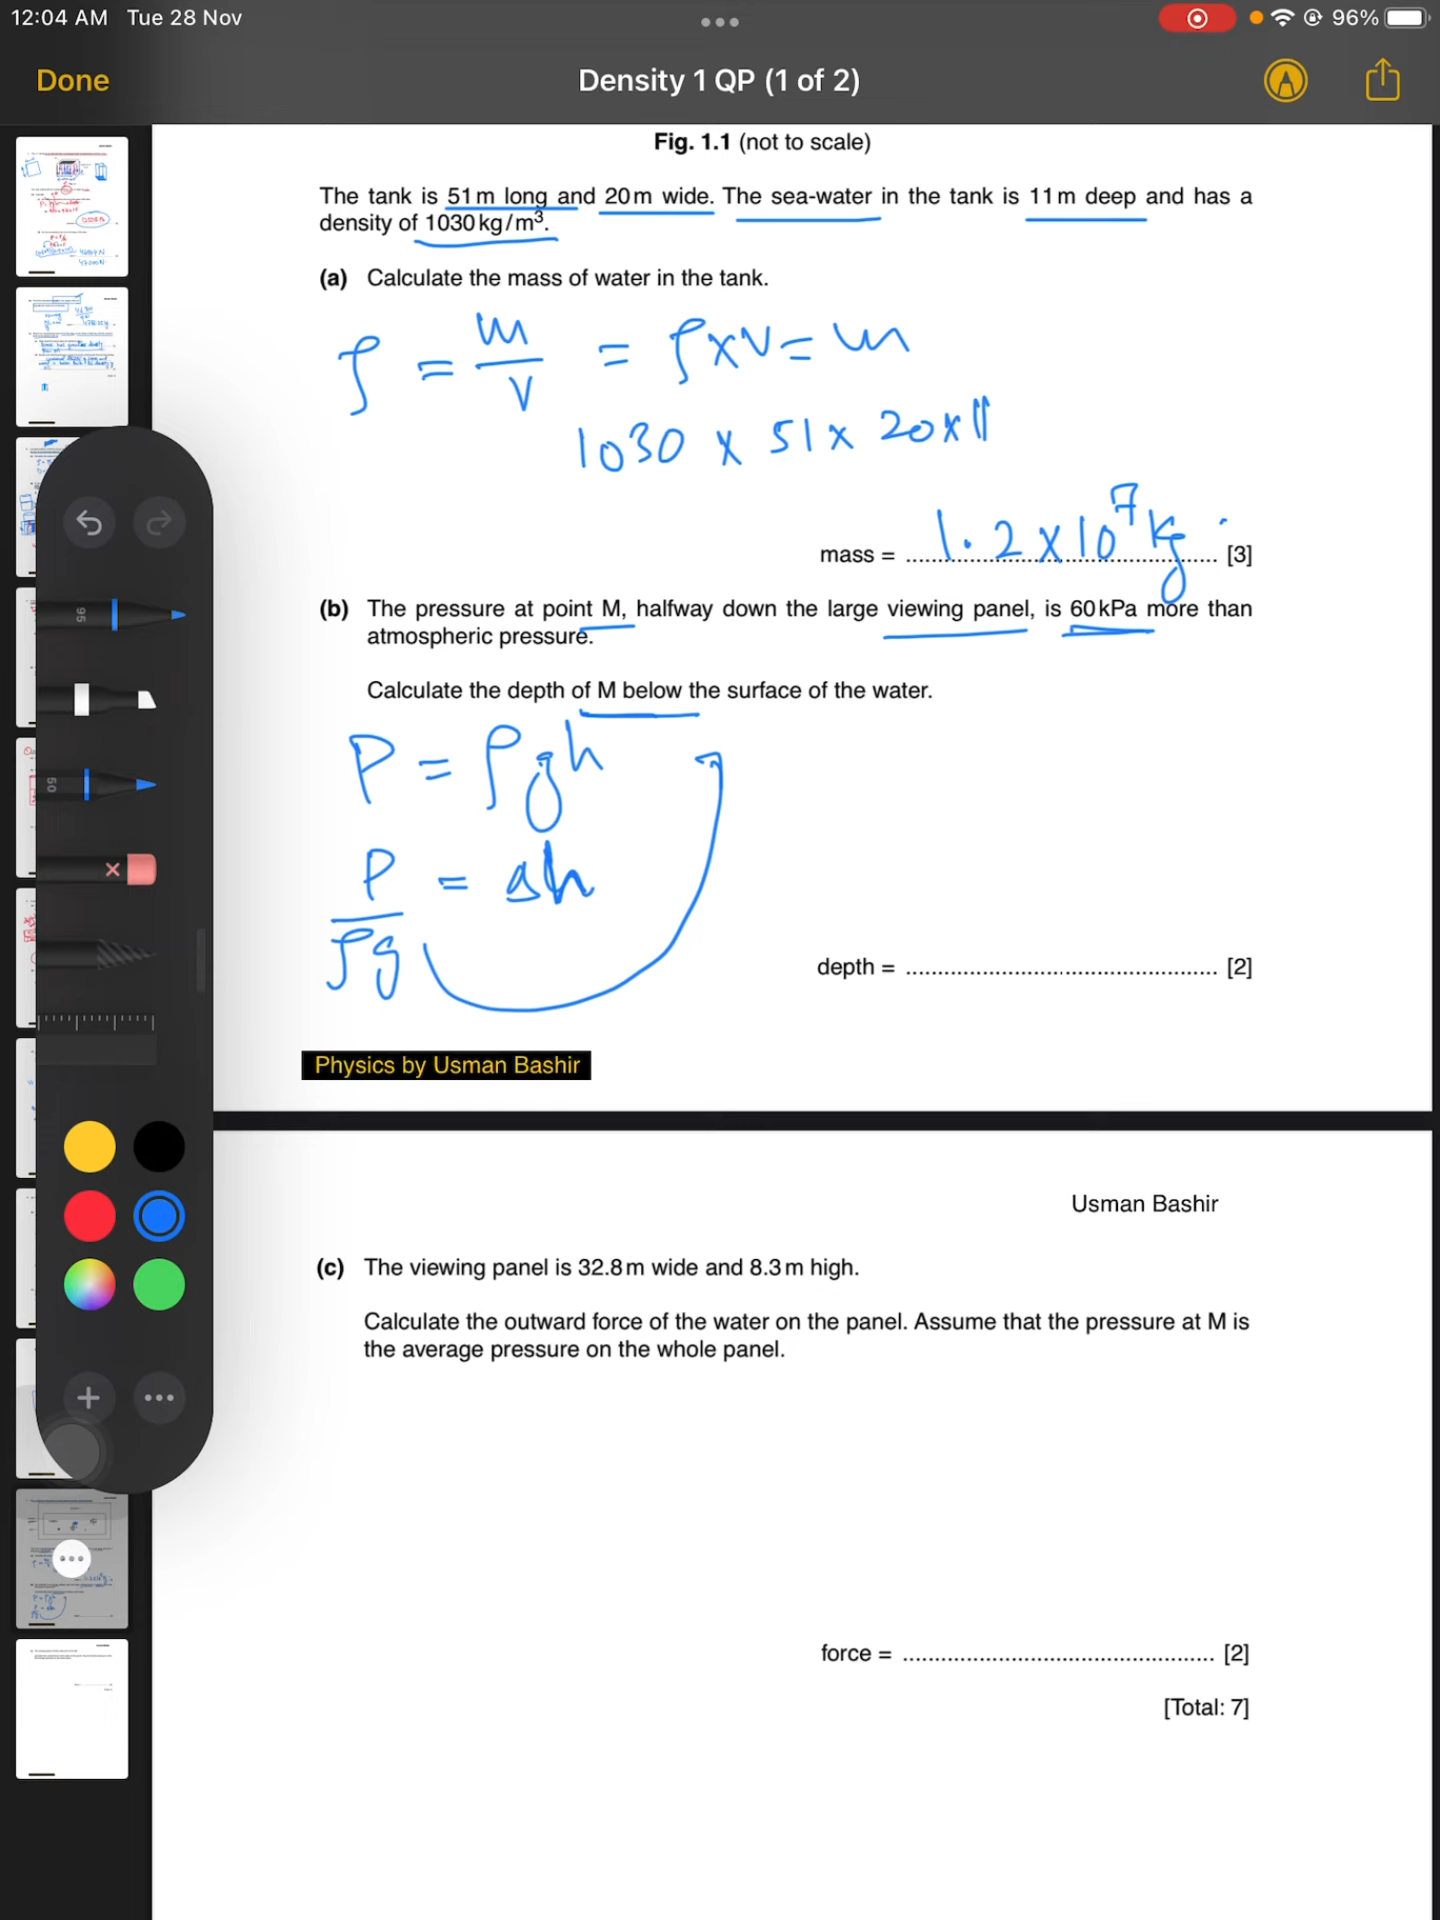 12:04 AM Tue 28 Nov
96%
Done
Density 1 QP (1 of 2)
Fig. 1.1 (not to scale)
The tank is 51 m long and 20 m wide. The sea-water in the tank is 11 m deep and has a
density of 1030 kg/m³.
(a) Calculate the mass of water in the tank.
ρ = m/V = ρ x V = m
1030 x 51 x 20 x 11
mass = 1.2 x 10⁷ kg [3]
(b) The pressure at point M, halfway down the large viewing panel, is 60 kPa more than
atmospheric pressure.
Calculate the depth of M below the surface of the water.
P = ρgh
P/ρg = Δh
depth = ................ [2]
Physics by Usman Bashir
Usman Bashir
(c) The viewing panel is 32.8 m wide and 8.3 m high.
Calculate the outward force of the water on the panel. Assume that the pressure at M is
the average pressure on the whole panel.
force = ................ [2]
[Total: 7]
95
50